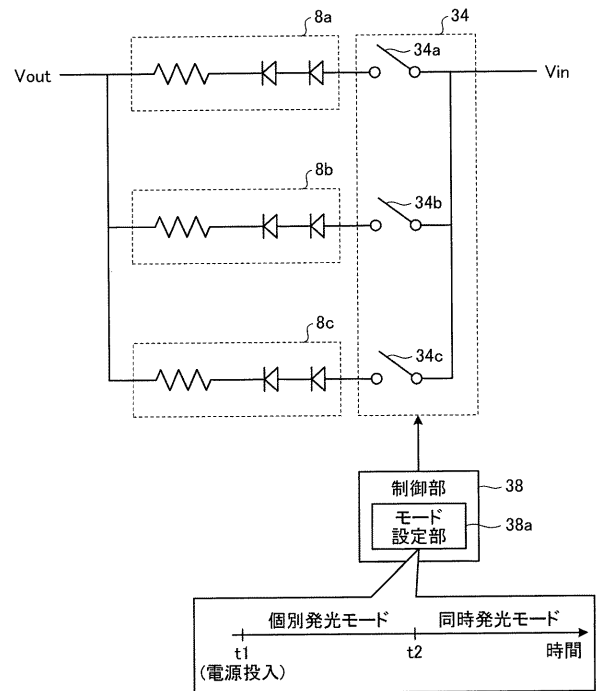 8a
34
34a
Vout
Vin
8b
34b
8c
34c
制御部
38
モード
設定部
38a
個別発光モード
同時発光モード
t1
t2
時間
(電源投入)